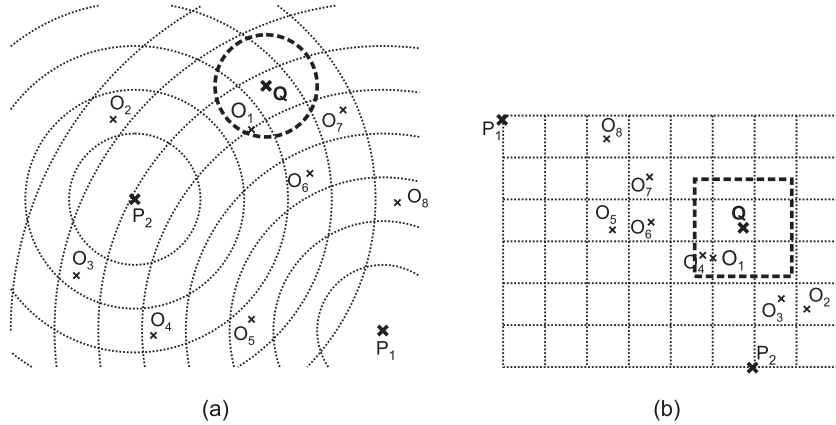 Q
O₂
O₁
O₇
O₆
O₈
P₂
O₃
O₄
O₅
P₁
(a)
P₁
O₈
O₇
O₅
O₆
Q
O₄
O₁
O₃
O₂
P₂
(b)